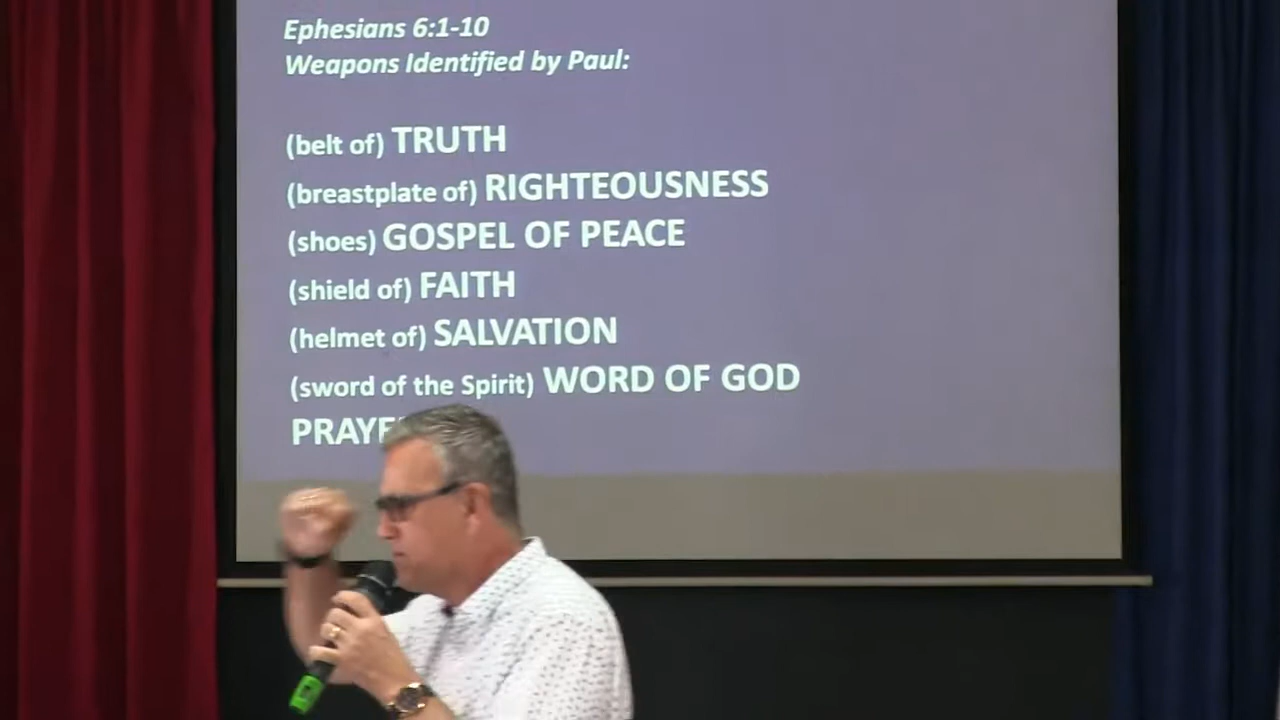 Ephesians 6:1-10
Weapons Identified by Paul:
(belt of) TRUTH
(breastplate of) RIGHTEOUSNESS
(shoes) GOSPEL OF PEACE
(shield of) FAITH
(helmet of) SALVATION
(sword of the Spirit) WORD OF GOD